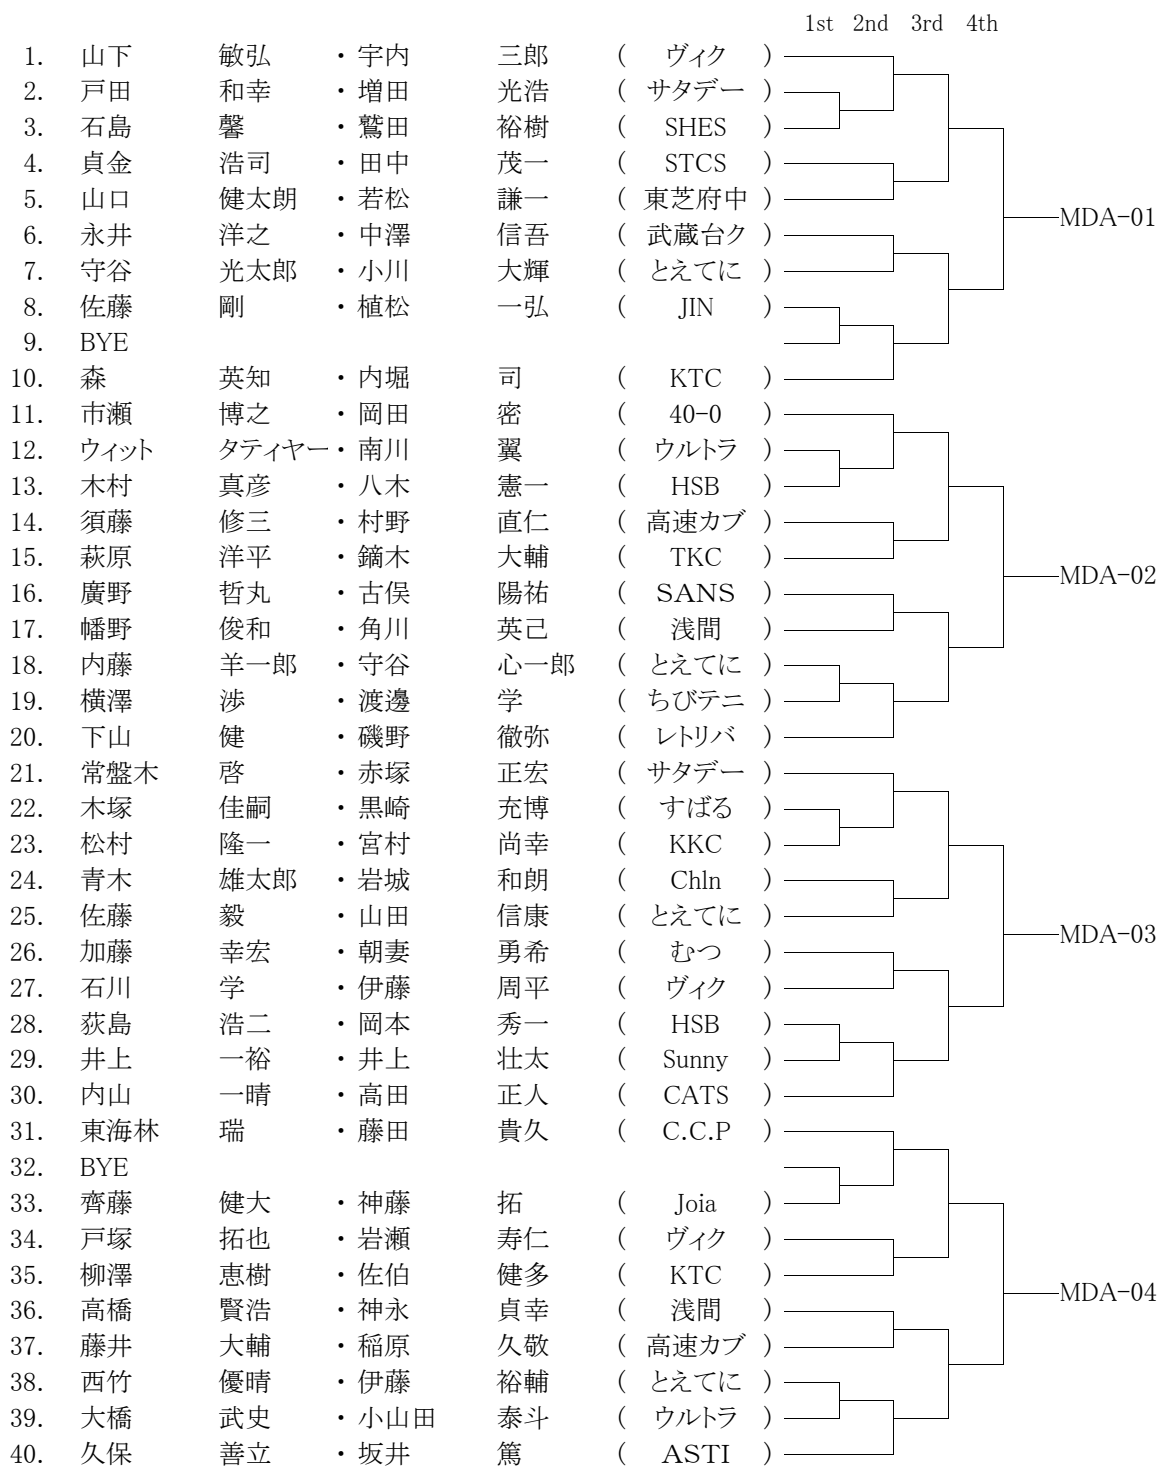 1st 2nd 3rd 4th
1. 山下 敏弘 ・宇内 三郎 ( ヴィク )
2. 戸田 和幸 ・増田 光浩 ( サタデー )
3. 石島 馨 ・鷲田 裕樹 ( SHES )
4. 貞金 浩司 ・田中 茂一 ( STCS )
5. 山口 健太朗 ・若松 謙一 ( 東芝府中 )
MDA-01
6. 永井 洋之 ・中澤 信吾 ( 武蔵台ク )
7. 守谷 光太郎 ・小川 大輝 ( とえてに )
8. 佐藤 剛 ・植松 一弘 ( JIN )
9. BYE
10. 森 英知 ・内堀 司 ( KTC )
11. 市瀬 博之 ・岡田 密 ( 40-0 )
12. ウィット タティヤー・南川 翼 ( ウルトラ )
13. 木村 真彦 ・八木 憲一 ( HSB )
14. 須藤 修三 ・村野 直仁 ( 高速カブ )
15. 萩原 洋平 ・鏑木 大輔 ( TKC )
MDA-02
16. 廣野 哲丸 ・古俣 陽祐 ( SANS )
17. 幡野 俊和 ・角川 英己 ( 浅間 )
18. 内藤 羊一郎 ・守谷 心一郎 ( とえてに )
19. 横澤 渉 ・渡邊 学 ( ちびテニ )
20. 下山 健 ・磯野 徹弥 ( レトリバ )
21. 常盤木 啓 ・赤塚 正宏 ( サタデー )
22. 木塚 佳嗣 ・黒崎 充博 ( すばる )
23. 松村 隆一 ・宮村 尚幸 ( KKC )
24. 青木 雄太郎 ・岩城 和朗 ( Chln )
25. 佐藤 毅 ・山田 信康 ( とえてに )
MDA-03
26. 加藤 幸宏 ・朝妻 勇希 ( むつ )
27. 石川 学 ・伊藤 周平 ( ヴィク )
28. 荻島 浩二 ・岡本 秀一 ( HSB )
29. 井上 一裕 ・井上 壮太 ( Sunny )
30. 内山 一晴 ・高田 正人 ( CATS )
31. 東海林 瑞 ・藤田 貴久 ( C.C.P )
32. BYE
33. 齊藤 健大 ・神藤 拓 ( Joia )
34. 戸塚 拓也 ・岩瀬 寿仁 ( ヴィク )
35. 柳澤 恵樹 ・佐伯 健多 ( KTC )
MDA-04
36. 高橋 賢浩 ・神永 貞幸 ( 浅間 )
37. 藤井 大輔 ・稲原 久敬 ( 高速カブ )
38. 西竹 優晴 ・伊藤 裕輔 ( とえてに )
39. 大橋 武史 ・小山田 泰斗 ( ウルトラ )
40. 久保 善立 ・坂井 篤 ( ASTI )